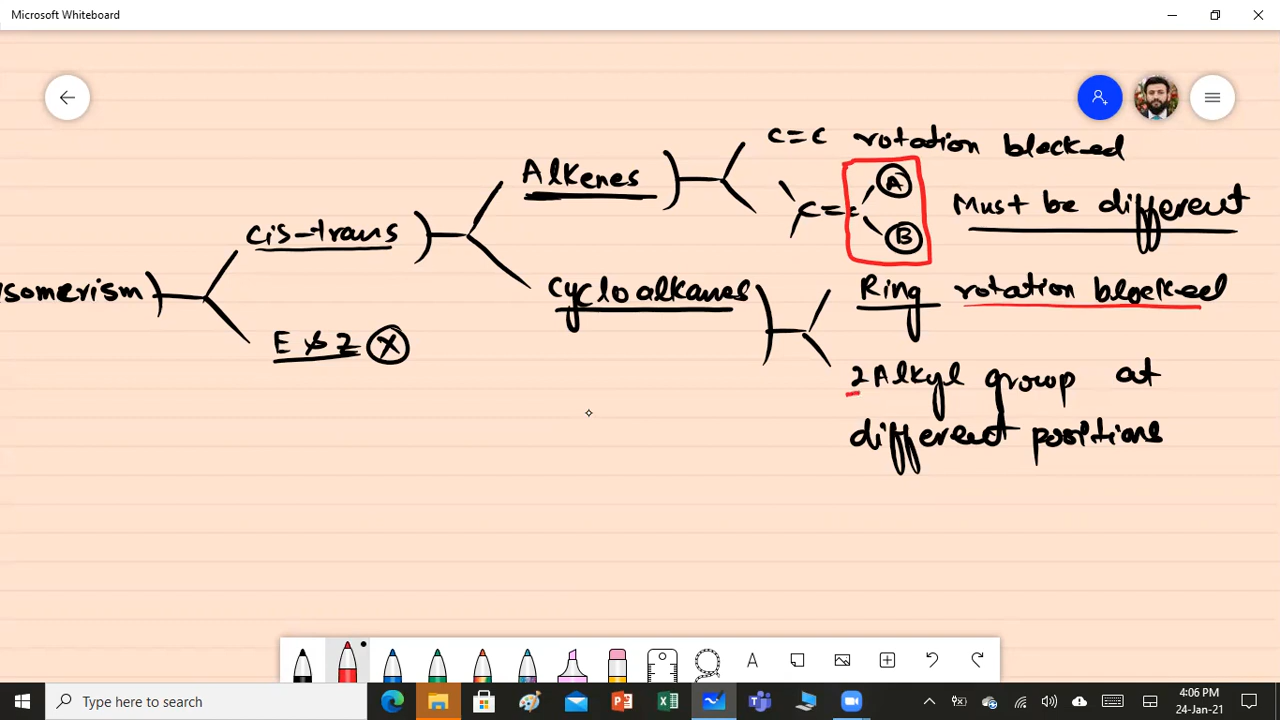 Microsoft Whiteboard
C=C rotation blocked
Alkenes
C=C A B Must be different
cis-trans
isomerism
cycloalkanes
Ring rotation blocked
E & Z X
2 Alkyl group at
different positions
A
Type here to search
4:06 PM
24-Jan-21